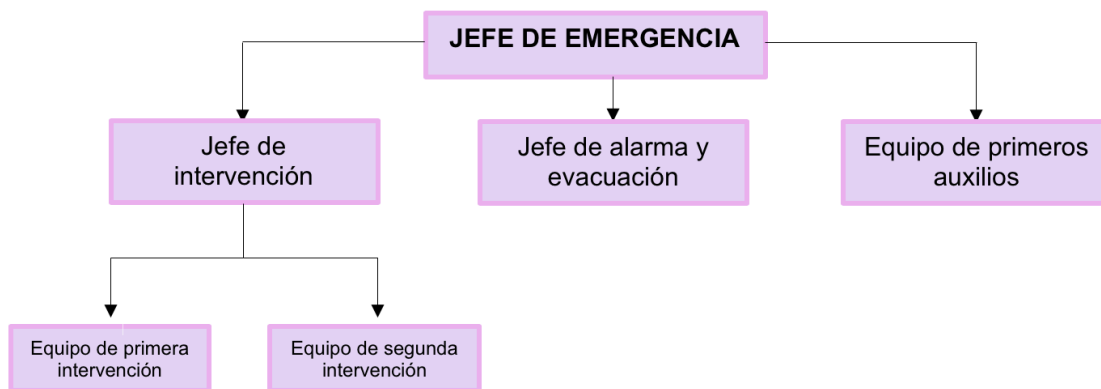 JEFE DE EMERGENCIA
Jefe de
intervención
Jefe de alarma y
evacuación
Equipo de primeros
auxilios
Equipo de primera
intervención
Equipo de segunda
intervención